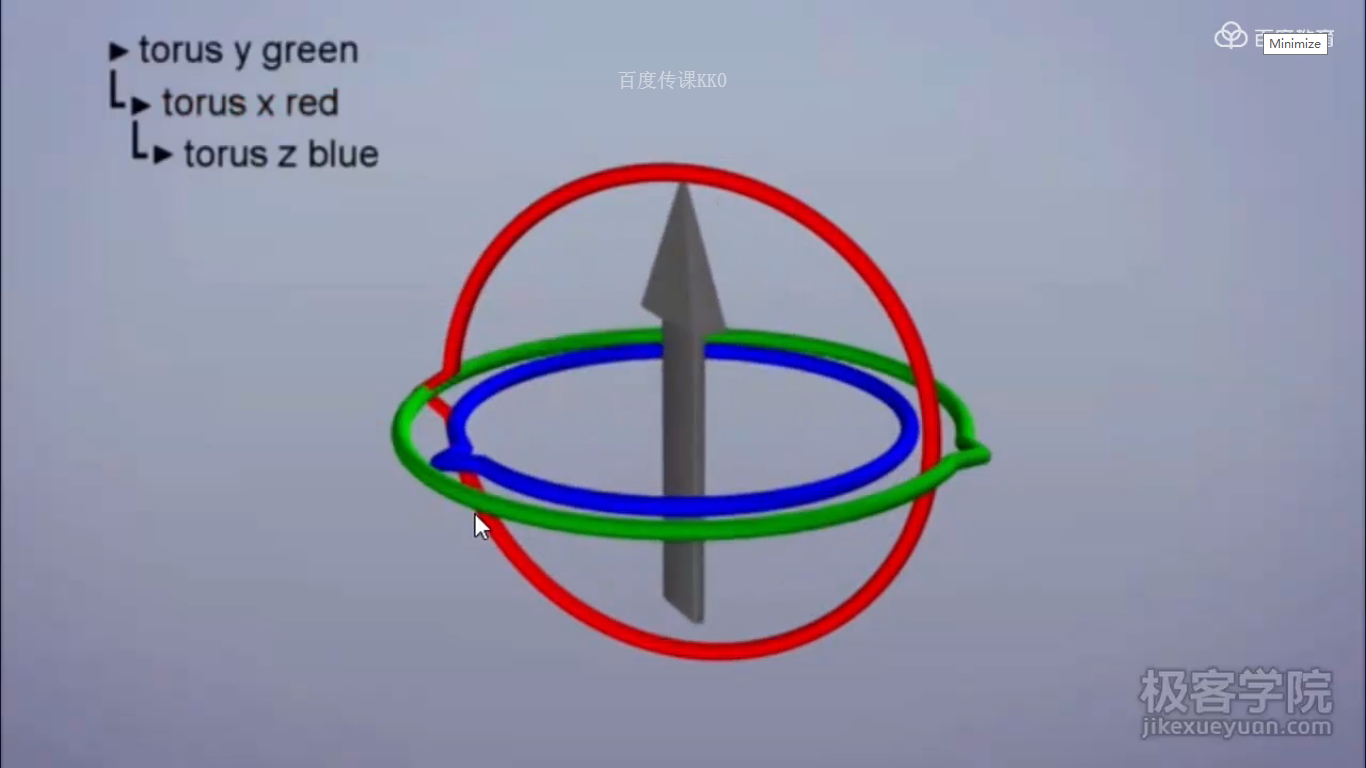 torus y green
torus x red
torus z blue
百度传课KKO
Minimize
极客学院
jikexueyuan.com